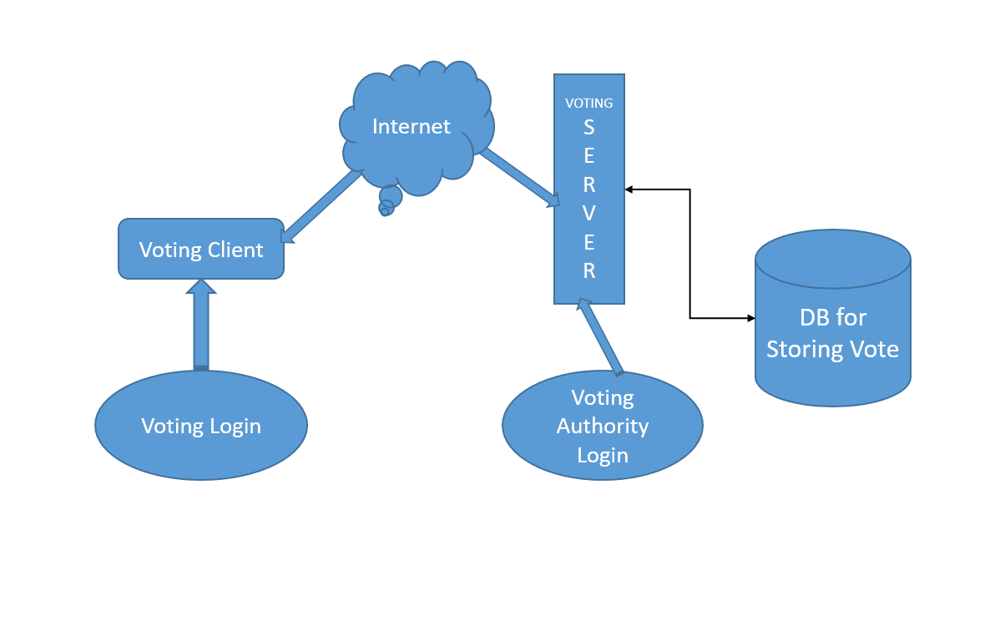 Internet
VOTING
S
E
R
V
E
R
Voting Client
DB for
Storing Vote
Voting Login
Voting
Authority
Login